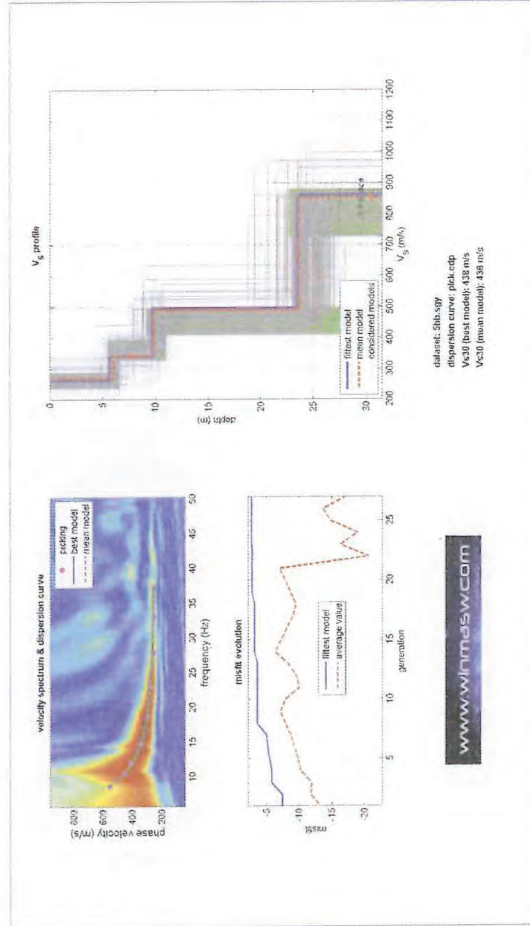 velocity spectrum & dispersion curve
phase velocity (m/s)
800
600
400
200
picking
best model
mean model
10
15
20
25
30
35
40
45
50
frequency (Hz)
misfit evolution
misfit
-5
-10
-15
-20
fittest model
average value
5
10
15
20
25
generation
www.winmasw.com
VS profile
0
5
10
15
20
25
30
depth (m)
fittest model
mean model
considered models
200
300
400
500
600
700
800
900
1000
1100
1200
VS (m/s)
dataset: 5bb.sgy
dispersion curve: pick.cdp
Vs30 (best model): 438 m/s
Vs30 (mean model): 436 m/s